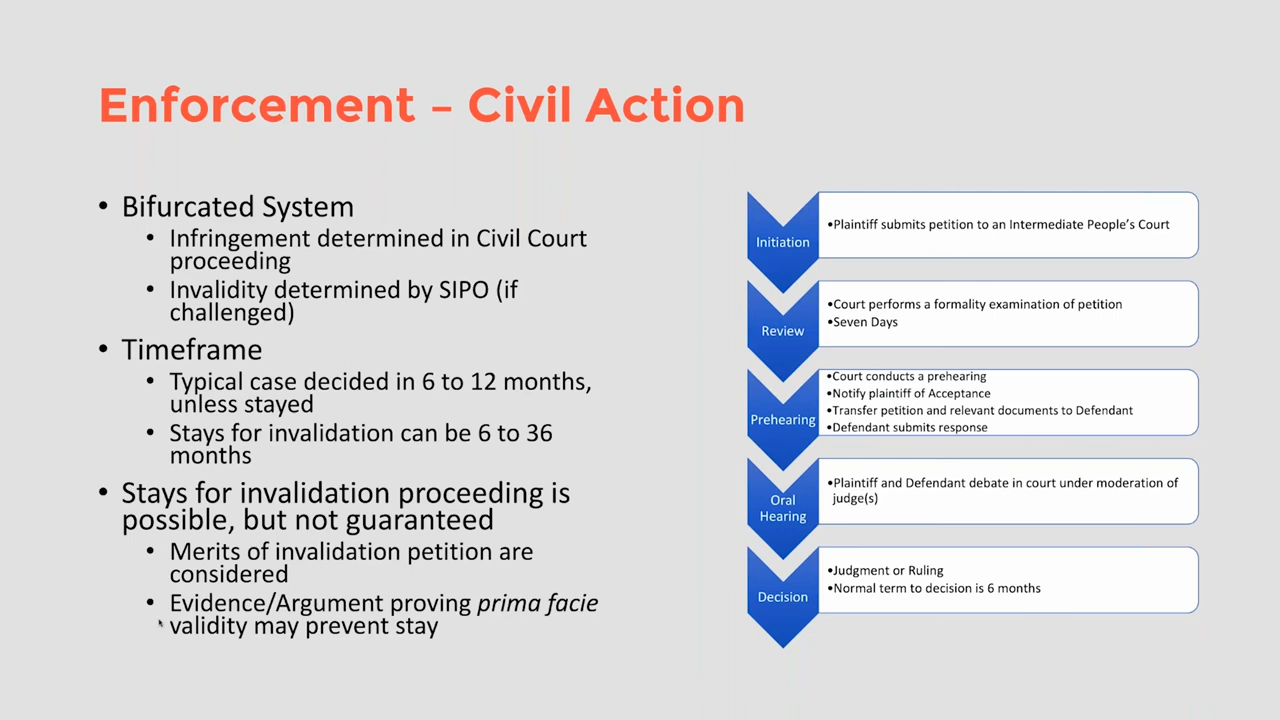 Enforcement – Civil Action
• Bifurcated System
• Infringement determined in Civil Court
proceeding
• Invalidity determined by SIPO (if
challenged)
• Timeframe
• Typical case decided in 6 to 12 months,
unless stayed
• Stays for invalidation can be 6 to 36
months
• Stays for invalidation proceeding is
possible, but not guaranteed
• Merits of invalidation petition are
considered
• Evidence/Argument proving prima facie
validity may prevent stay
Initiation
•Plaintiff submits petition to an Intermediate People's Court
Review
•Court performs a formality examination of petition
•Seven Days
Prehearing
•Court conducts a prehearing
•Notify plaintiff of Acceptance
•Transfer petition and relevant documents to Defendant
•Defendant submits response
Oral
Hearing
•Plaintiff and Defendant debate in court under moderation of
judge(s)
Decision
•Judgment or Ruling
•Normal term to decision is 6 months